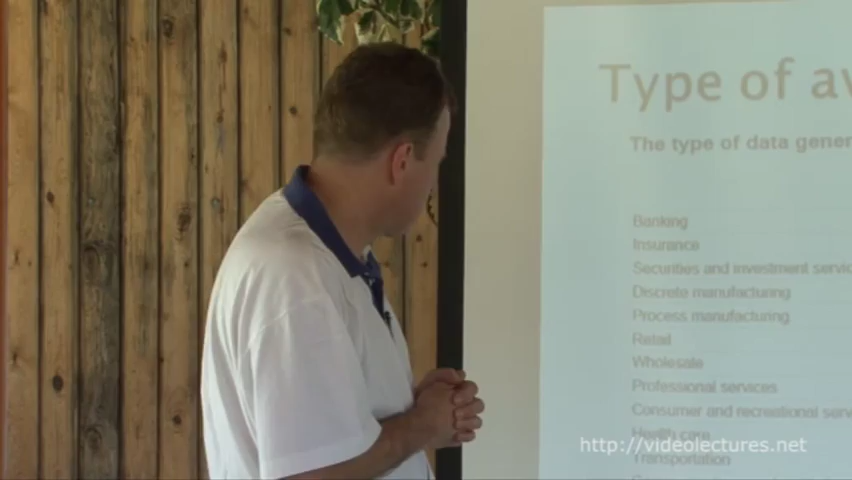 Type of av
The type of data gener
Banking
Insurance
Securities and investment servic
Discrete manufacturing
Process manufacturing
Retail
Wholesale
Professional services
Consumer and recreational serv
Health care
http://videolectures.net
Transportation